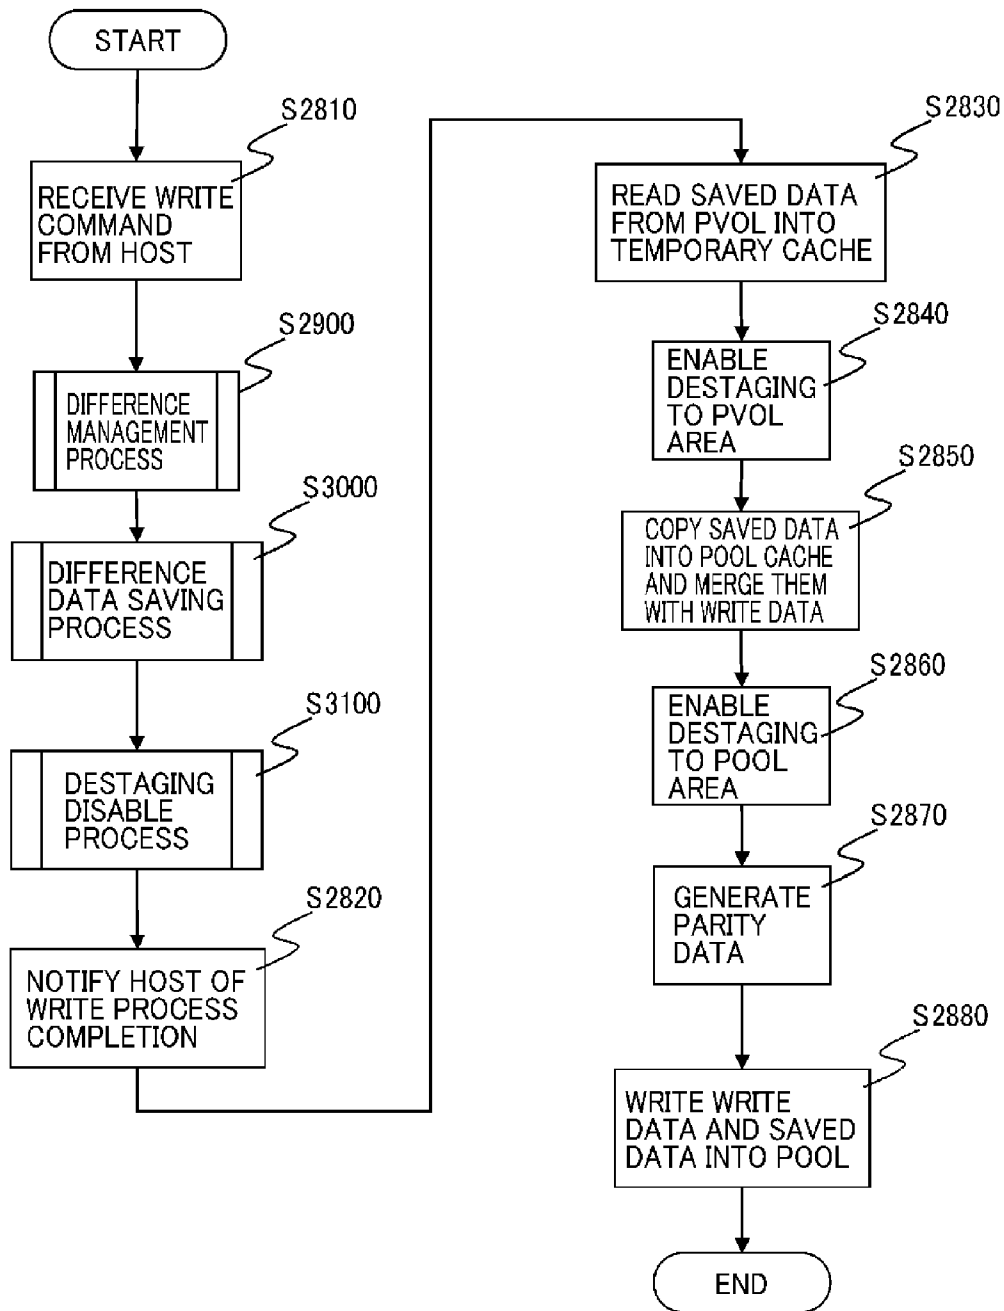 START
S2810
RECEIVE WRITE
COMMAND
FROM HOST
S2900
DIFFERENCE
MANAGEMENT
PROCESS
S3000
DIFFERENCE
DATA SAVING
PROCESS
S3100
DESTAGING
DISABLE
PROCESS
S2820
NOTIFY HOST OF
WRITE PROCESS
COMPLETION
S2830
READ SAVED DATA
FROM PVOL INTO
TEMPORARY CACHE
S2840
ENABLE
DESTAGING
TO PVOL
AREA
S2850
COPY SAVED DATA
INTO POOL CACHE
AND MERGE THEM
WITH WRITE DATA
S2860
ENABLE
DESTAGING
TO POOL
AREA
S2870
GENERATE
PARITY
DATA
S2880
WRITE WRITE
DATA AND SAVED
DATA INTO POOL
END